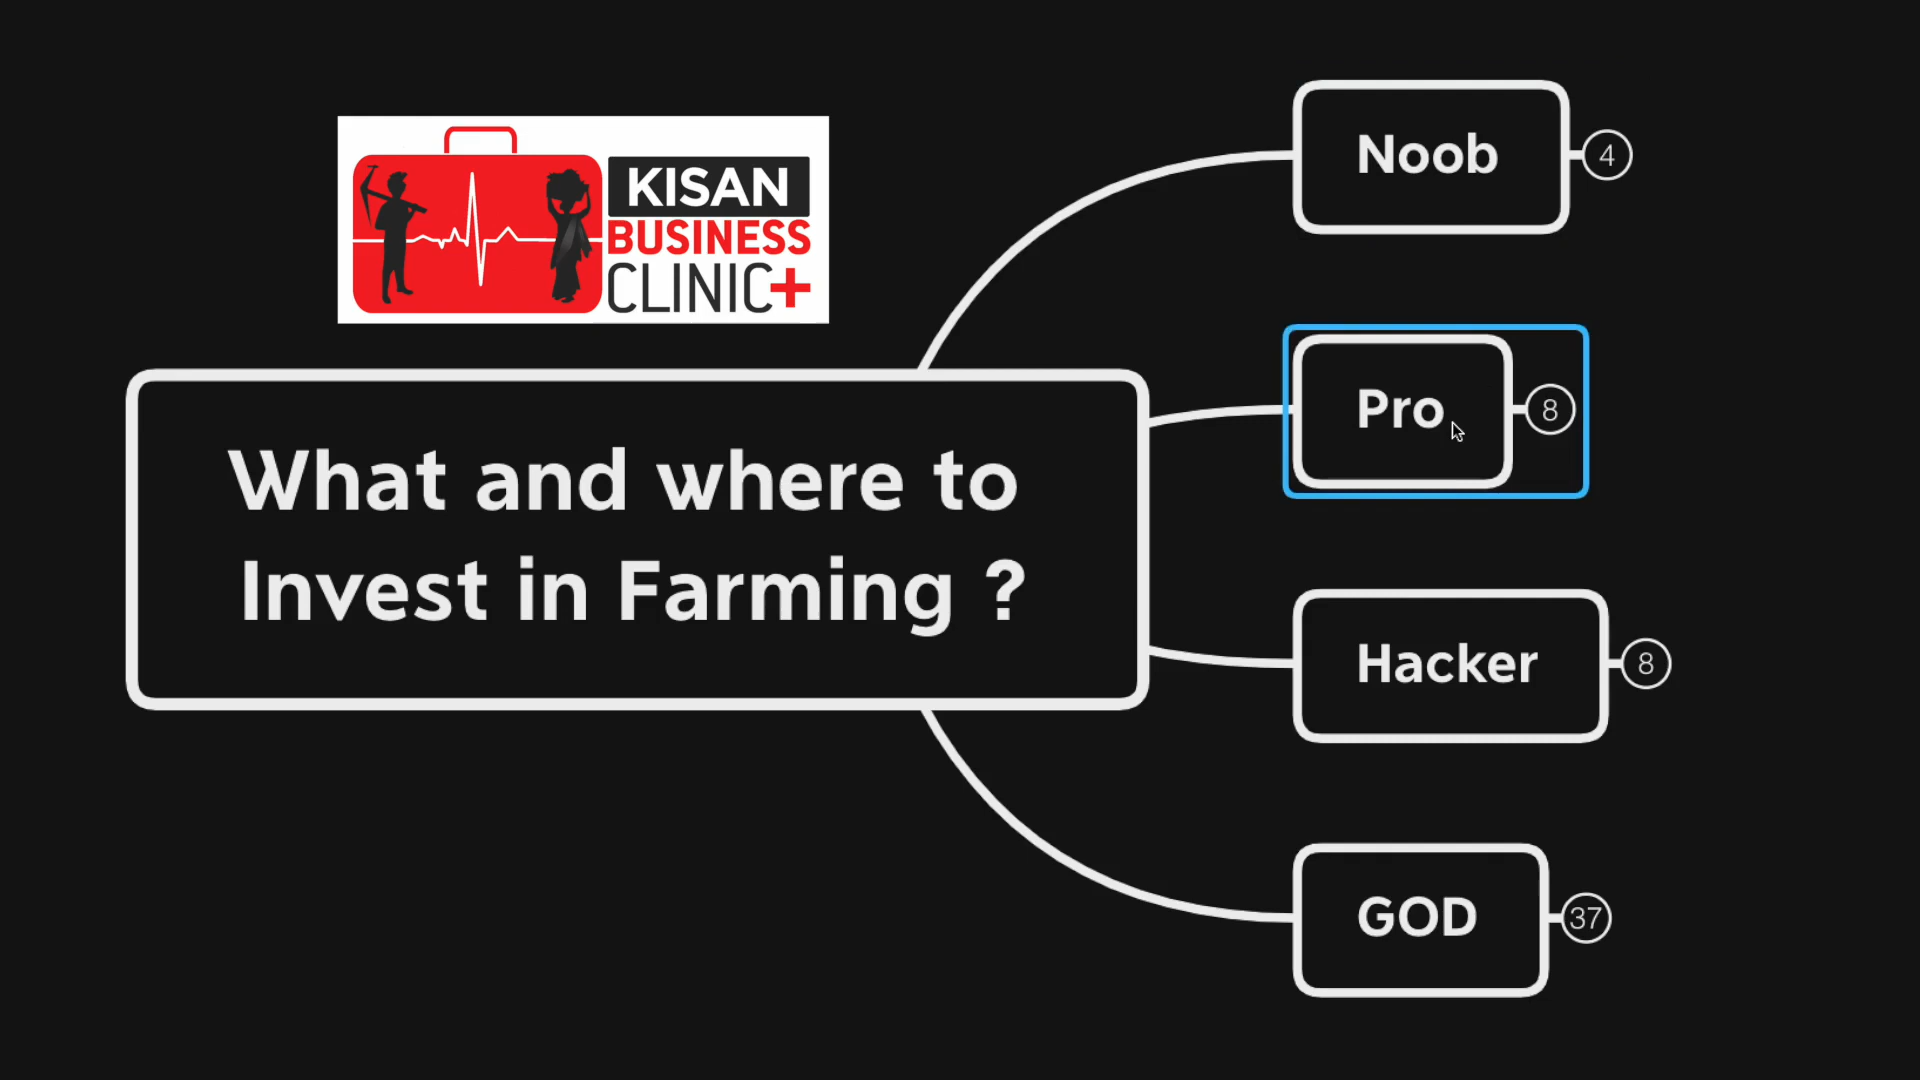 KISAN
BUSINESS
CLINIC+
What and where to
Invest in Farming ?
Noob
4
Pro
8
Hacker
8
GOD
37